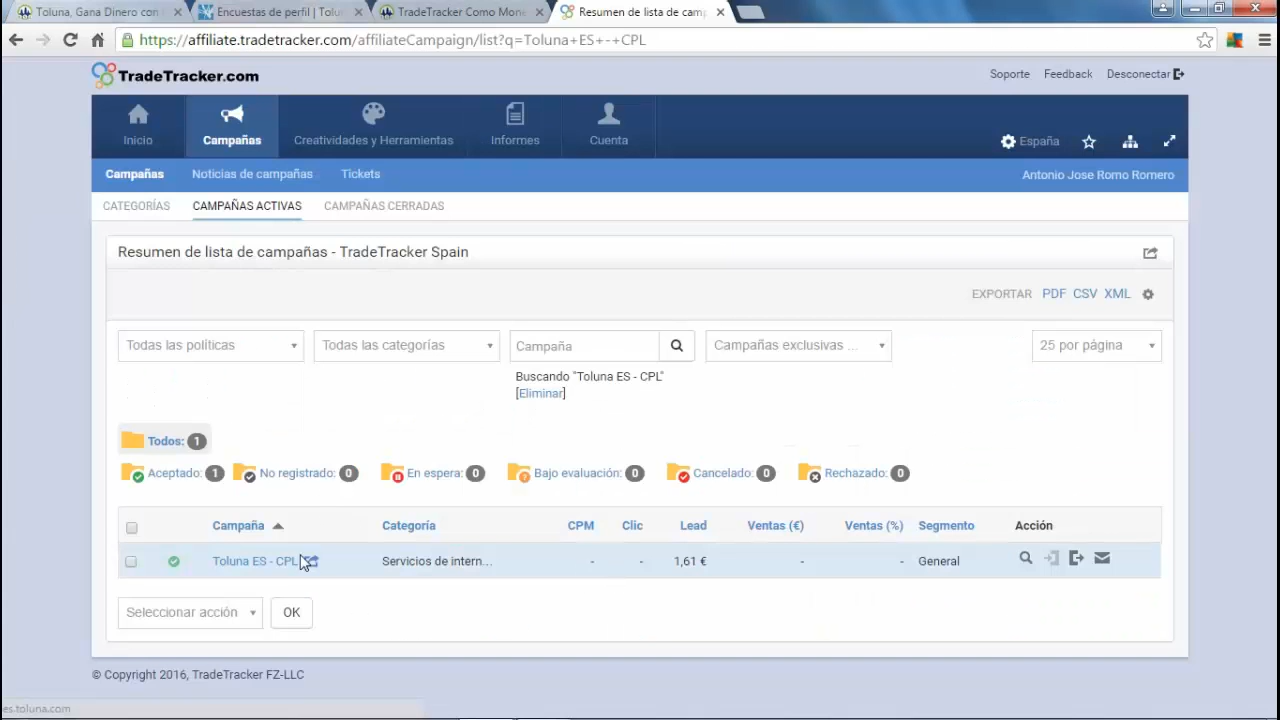 Toluna, Gana Dinero con
Encuestas de perfil | Tolu
TradeTracker Como Mone
Resumen de lista de cam
https://affiliate.tradetracker.com/affiliateCampaign/list?q=Toluna+ES+-+CPL
TradeTracker.com
Soporte Feedback Desconectar
Inicio Campañas Creatividades y Herramientas Informes Cuenta España
Campañas Noticias de campañas Tickets Antonio Jose Romo Romero
CATEGORÍAS CAMPAÑAS ACTIVAS CAMPAÑAS CERRADAS
Resumen de lista de campañas - TradeTracker Spain
EXPORTAR PDF CSV XML
Todas las políticas Todas las categorías Campaña Campañas exclusivas ... 25 por página
Buscando "Toluna ES - CPL"
[Eliminar]
Todos: 1
Aceptado: 1 No registrado: 0 En espera: 0 Bajo evaluación: 0 Cancelado: 0 Rechazado: 0
Campaña Categoría CPM Clic Lead Ventas (€) Ventas (%) Segmento Acción
Toluna ES - CPL Servicios de intern... - - 1,61 € - - General
Seleccionar acción OK
© Copyright 2016, TradeTracker FZ-LLC
es.toluna.com